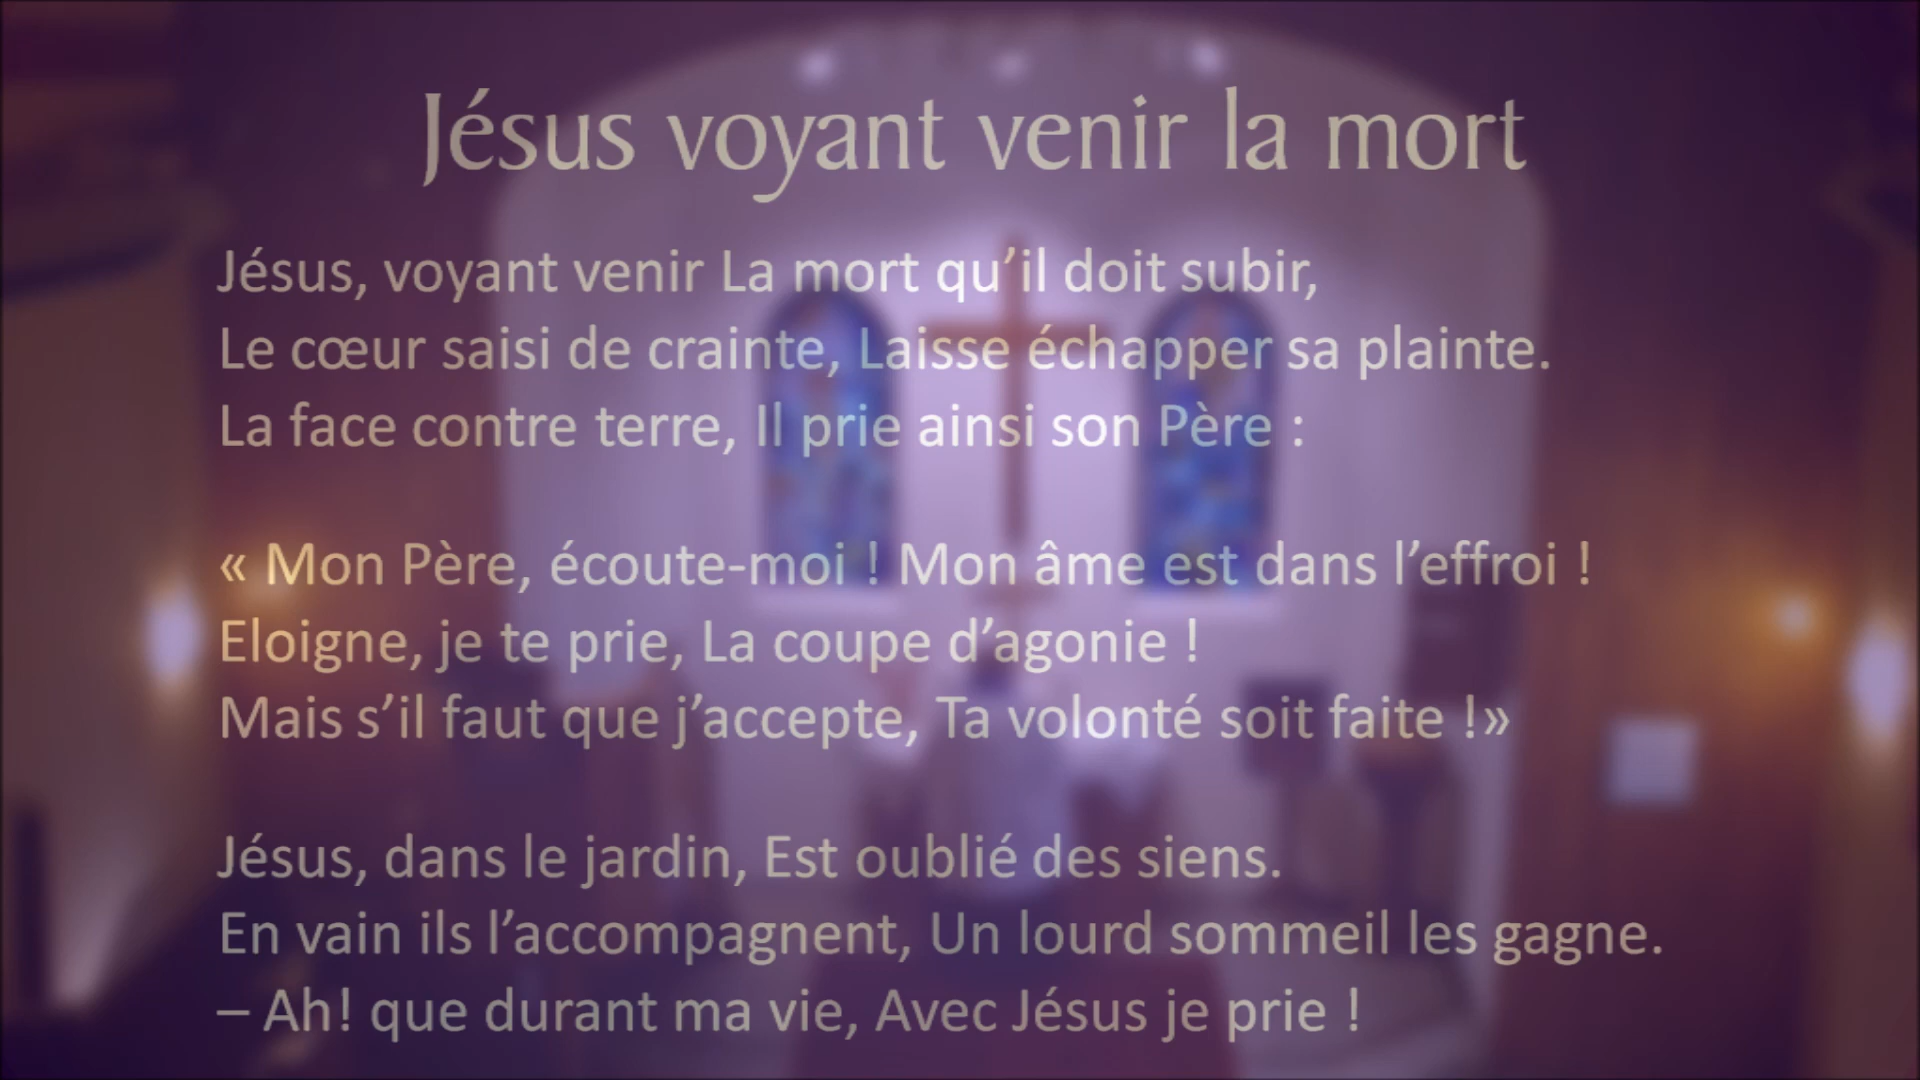 Jésus voyant venir la mort
Jésus, voyant venir La mort qu’il doit subir,
Le cœur saisi de crainte, Laisse échapper sa plainte.
La face contre terre, Il prie ainsi son Père :
« Mon Père, écoute-moi ! Mon âme est dans l’effroi !
Eloigne, je te prie, La coupe d’agonie !
Mais s’il faut que j’accepte, Ta volonté soit faite !»
Jésus, dans le jardin, Est oublié des siens.
En vain ils l’accompagnent, Un lourd sommeil les gagne.
– Ah! que durant ma vie, Avec Jésus je prie !